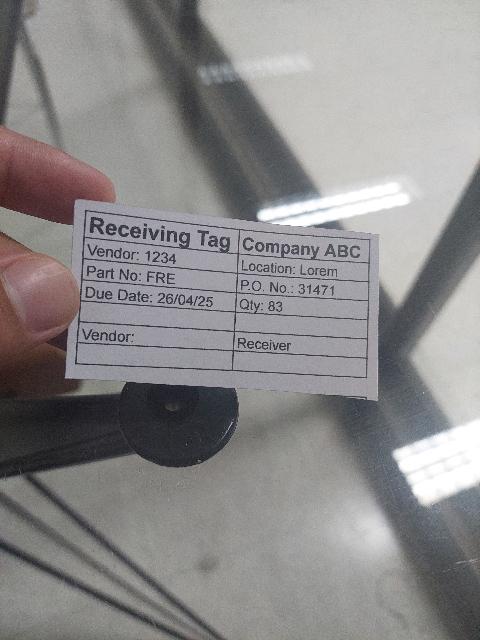 Receiving Tag
Company ABC
Vendor: 1234
Location: Lorem
Part No: FRE
P.O. No.: 31471
Due Date: 26/04/25
Qty: 83
Vendor:
Receiver